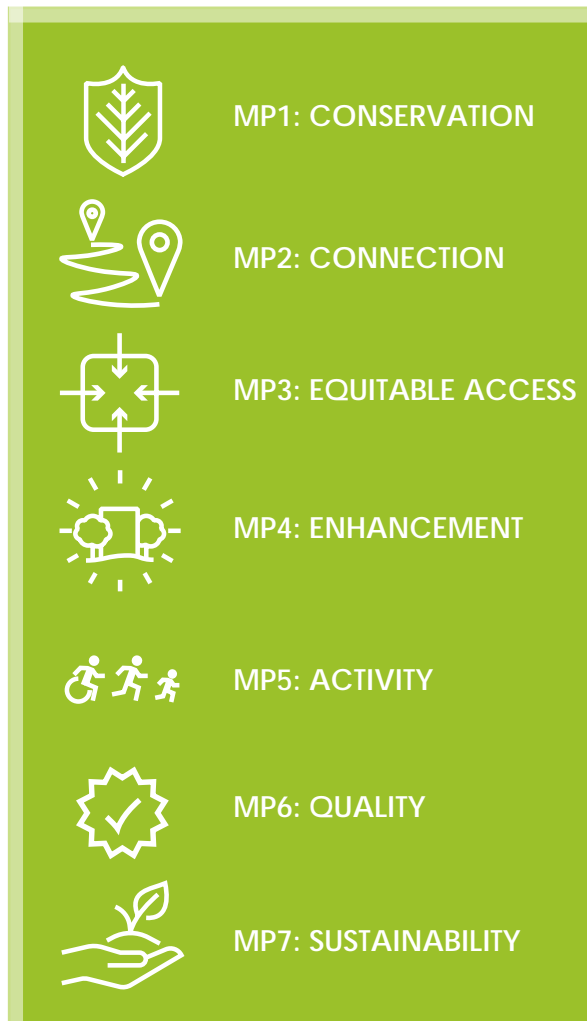 MP1: CONSERVATION
MP2: CONNECTION
MP3: EQUITABLE ACCESS
MP4: ENHANCEMENT
MP5: ACTIVITY
MP6: QUALITY
MP7: SUSTAINABILITY